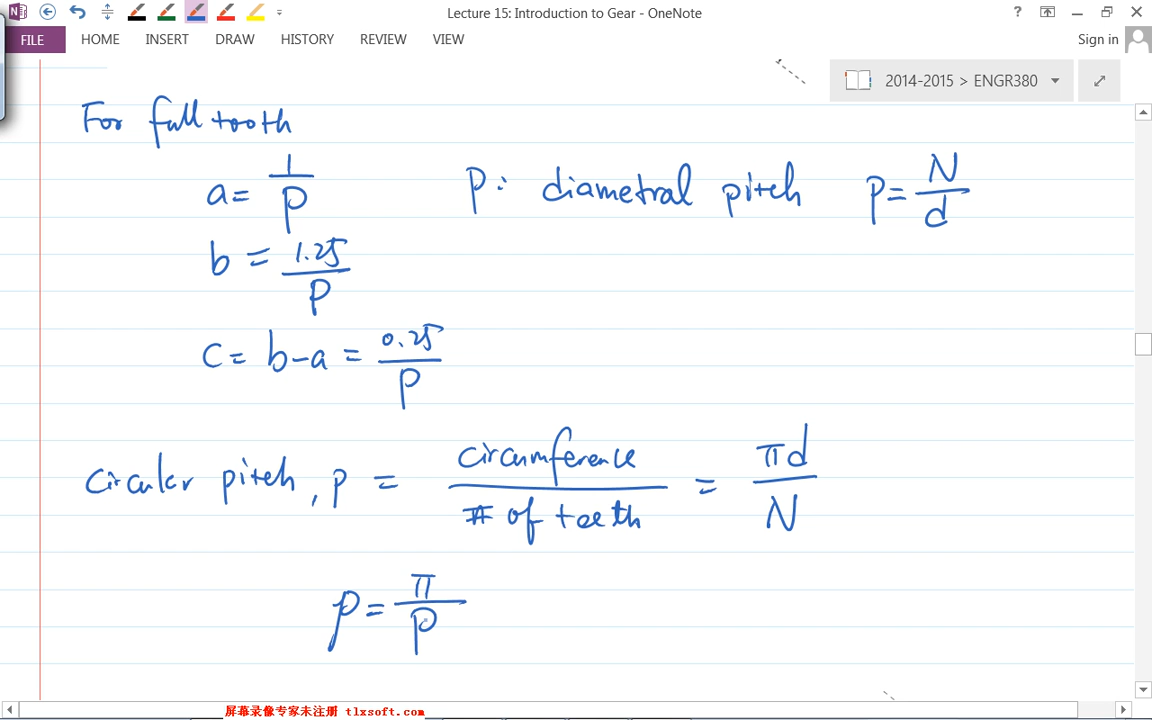 Lecture 15: Introduction to Gear - OneNote
FILE HOME INSERT DRAW HISTORY REVIEW VIEW Sign in
2014-2015 > ENGR380
For full tooth
a = 1/P P: diametral pitch P = N/d
b = 1.25/P
c = b-a = 0.25/P
Circular pitch, p = circumference / # of teeth = πd/N
p = π/P
屏幕录像专家未注册 tlxsoft.com